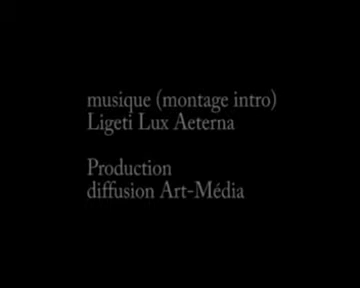 musique (montage intro)
Ligeti Lux Aeterna
Production
diffusion Art-Média